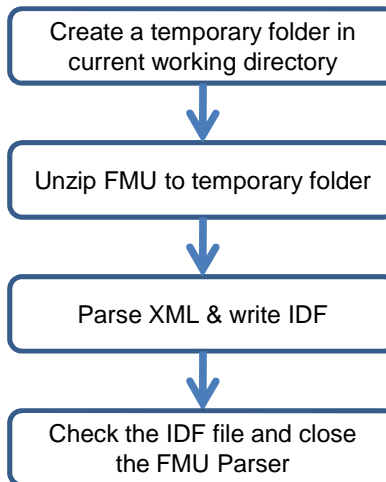 Create a temporary folder in
current working directory
Unzip FMU to temporary folder
Parse XML & write IDF
Check the IDF file and close
the FMU Parser